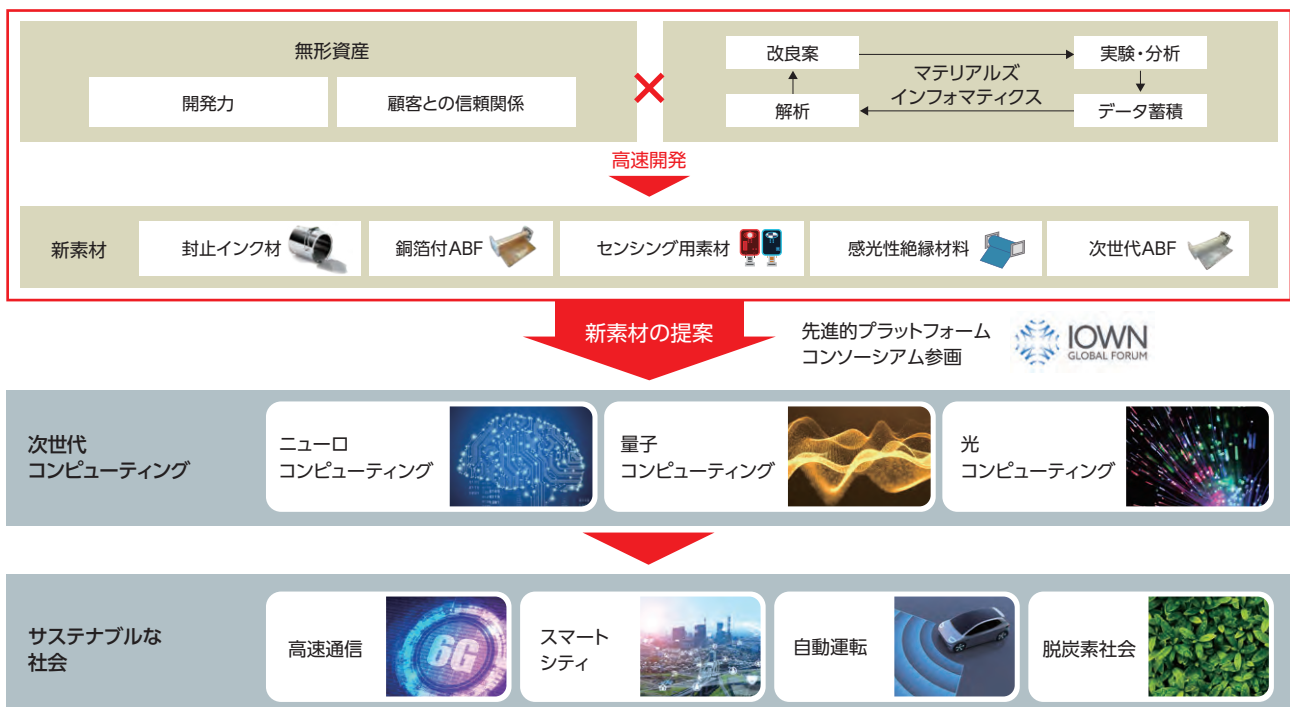 無形資産
開発力
顧客との信頼関係
改良案
実験・分析
マテリアルズ
インフォマティクス
解析
データ蓄積
高速開発
新素材
封止インク材
銅箔付ABF
センシング用素材
感光性絶縁材料
次世代ABF
新素材の提案
先進的プラットフォーム
コンソーシアム参画
IOWN
GLOBAL FORUM
次世代
コンピューティング
ニューロ
コンピューティング
量子
コンピューティング
光
コンピューティング
サステナブルな
社会
高速通信
6G
スマート
シティ
自動運転
脱炭素社会